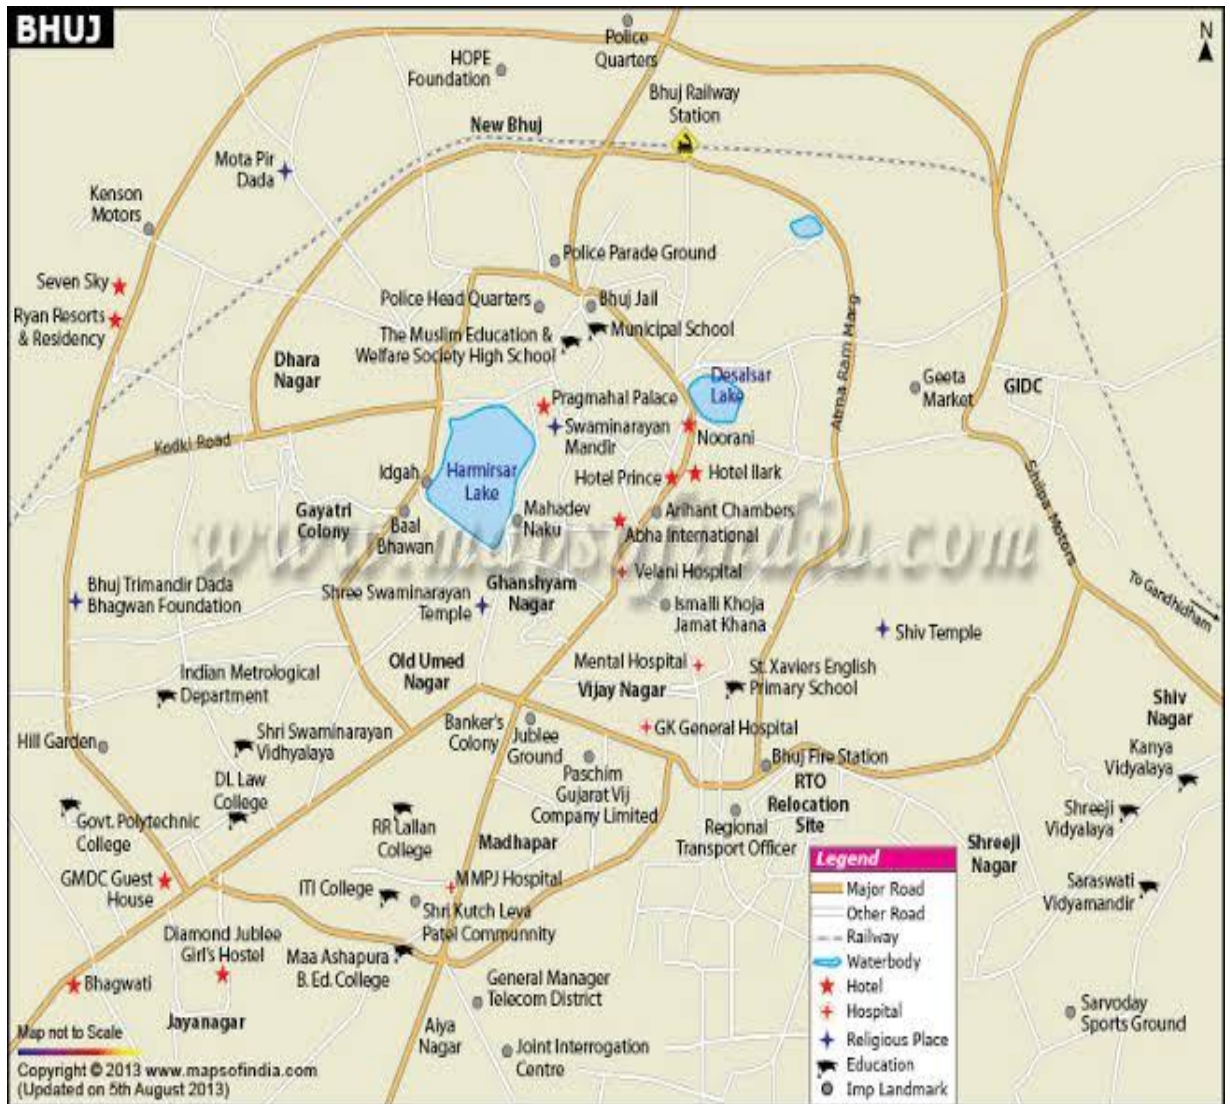 BHUJ
N
Police
Quarters
HOPE
Foundation
Bhuj Railway
Station
New Bhuj
Mota Pir
Dada
Kenson
Motors
Police Parade Ground
Seven Sky
Ryan Resorts
& Residency
Police Head Quarters
Bhuj Jail
Municipal School
The Muslim Education &
Welfare Society High School
Atma Ram Marg
Dhara
Nagar
Desalsar
Lake
Geeta
Market
GIDC
Pragmahal Palace
Swaminarayan
Mandir
Noorani
Kodki Road
Idgah
Harmirsar
Lake
Hotel Prince
Hotel Ilark
Shilpa Motors
Gayatri
Colony
Baal
Bhawan
Mahadev
Naku
Arihant Chambers
Abha International
www.mapsofindia.com
Velani Hospital
Ghanshyam
Nagar
To Gandhidham
Bhuj Trimandir Dada
Bhagwan Foundation
Shree Swaminarayan
Temple
Ismalli Khoja
Jamat Khana
Shiv Temple
Old Umed
Nagar
Mental Hospital
Vijay Nagar
St. Xaviers English
Primary School
Indian Metrological
Department
Shiv
Nagar
Banker's
Colony
Jublee
Ground
GK General Hospital
Hill Garden
Shri Swaminarayan
Vidhyalaya
Kanya
Vidyalaya
Bhuj Fire Station
DL Law
College
Paschim
Gujarat Vij
Company Limited
RTO
Relocation
Site
Govt. Polytechnic
College
RR Lallan
College
Madhapar
Regional
Transport Officer
Shreeji
Vidyalaya
Shreeji
Nagar
GMDC Guest
House
ITI College
MMPJ Hospital
Saraswati
Vidyamandir
Shri Kutch Leva
Patel Communnity
Diamond Jublee
Girl's Hostel
Maa Ashapura
B. Ed. College
Bhagwati
General Manager
Telecom District
Jayanagar
Aiya
Nagar
Joint Interrogation
Centre
Sarvoday
Sports Ground
Legend
Major Road
Other Road
Railway
Waterbody
Hotel
Hospital
Religious Place
Education
Imp Landmark
Map not to Scale
Copyright © 2013 www.mapsofindia.com
(Updated on 5th August 2013)